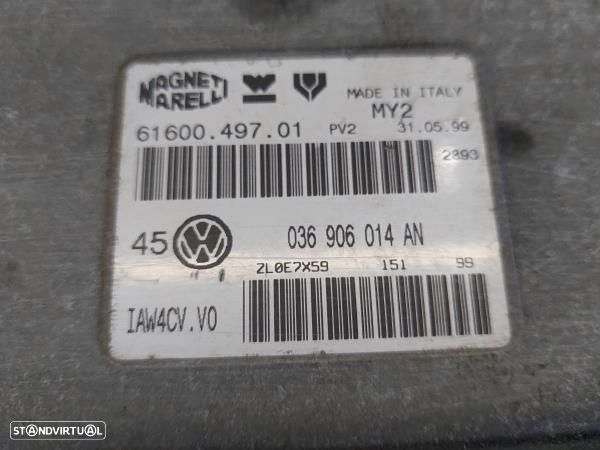 MAGNETI MARELLI
MADE IN ITALY
MY2
61600.497.01 PV2 31.05.99
2893
45 VW 036 906 014 AN
ZL0E7X59 151 99
IAW4CV.V0
STANDVIRTUAL